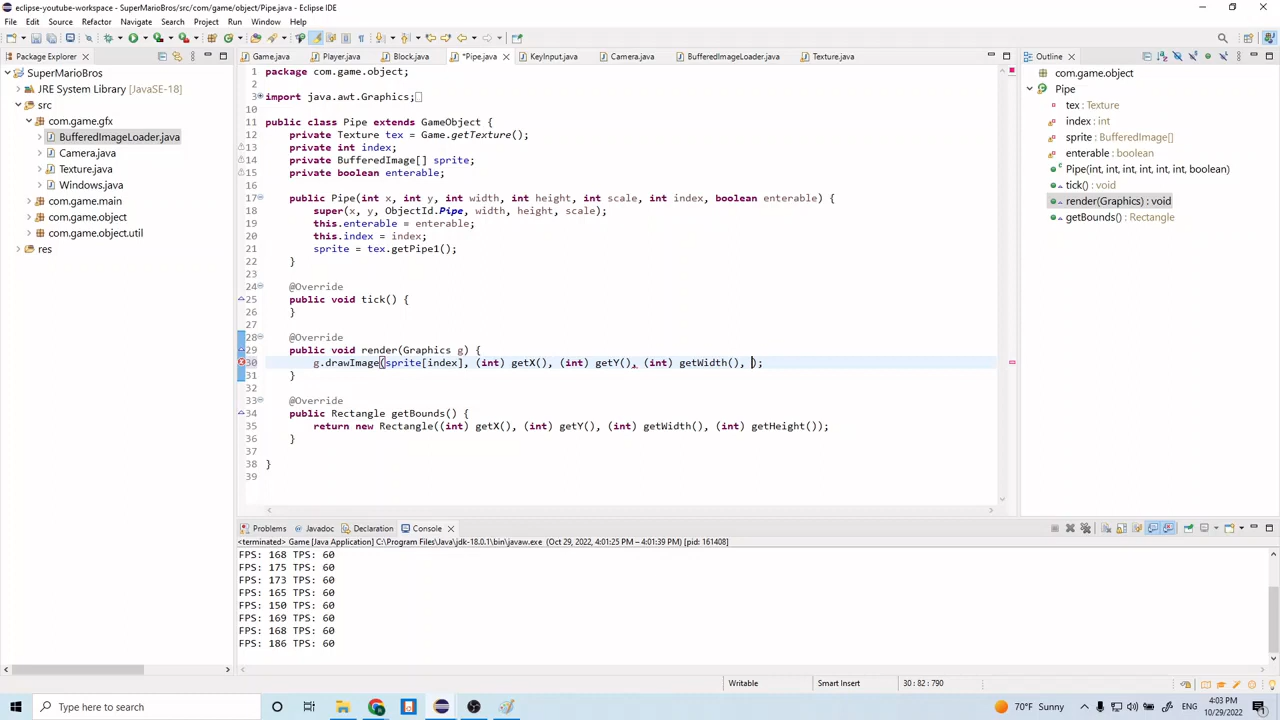 eclipse-youtube-workspace - SuperMarioBros/src/com/game/object/Pipe.java - Eclipse IDE
File Edit Source Refactor Navigate Search Project Run Window Help
Package Explorer
Game.java Player.java Block.java *Pipe.java KeyInput.java Camera.java BufferedImageLoader.java Texture.java
Outline
SuperMarioBros
JRE System Library [JavaSE-18]
src
com.game.gfx
BufferedImageLoader.java
Camera.java
Texture.java
Windows.java
com.game.main
com.game.object
com.game.object.util
res
1 package com.game.object;
2
3 import java.awt.Graphics;
10
11 public class Pipe extends GameObject {
12 private Texture tex = Game.getTexture();
13 private int index;
14 private BufferedImage[] sprite;
15 private boolean enterable;
16
17 public Pipe(int x, int y, int width, int height, int scale, int index, boolean enterable) {
18 super(x, y, ObjectId.Pipe, width, height, scale);
19 this.enterable = enterable;
20 this.index = index;
21 sprite = tex.getPipe1();
22 }
23
24 @Override
25 public void tick() {
26 }
27
28 @Override
29 public void render(Graphics g) {
30 g.drawImage(sprite[index], (int) getX(), (int) getY(), (int) getWidth(), );
31 }
32
33 @Override
34 public Rectangle getBounds() {
35 return new Rectangle((int) getX(), (int) getY(), (int) getWidth(), (int) getHeight());
36 }
37
38 }
39
com.game.object
Pipe
tex : Texture
index : int
sprite : BufferedImage[]
enterable : boolean
Pipe(int, int, int, int, int, int, boolean)
tick() : void
render(Graphics) : void
getBounds() : Rectangle
Problems Javadoc Declaration Console
<terminated> Game [Java Application] C:\Program Files\Java\jdk-18.0.1\bin\javaw.exe (Oct 29, 2022, 4:01:25 PM – 4:01:39 PM) [pid: 161408]
FPS: 168 TPS: 60
FPS: 175 TPS: 60
FPS: 173 TPS: 60
FPS: 165 TPS: 60
FPS: 150 TPS: 60
FPS: 169 TPS: 60
FPS: 168 TPS: 60
FPS: 186 TPS: 60
Writable Smart Insert 30 : 82 : 790
Type here to search
70°F Sunny
4:03 PM
10/29/2022